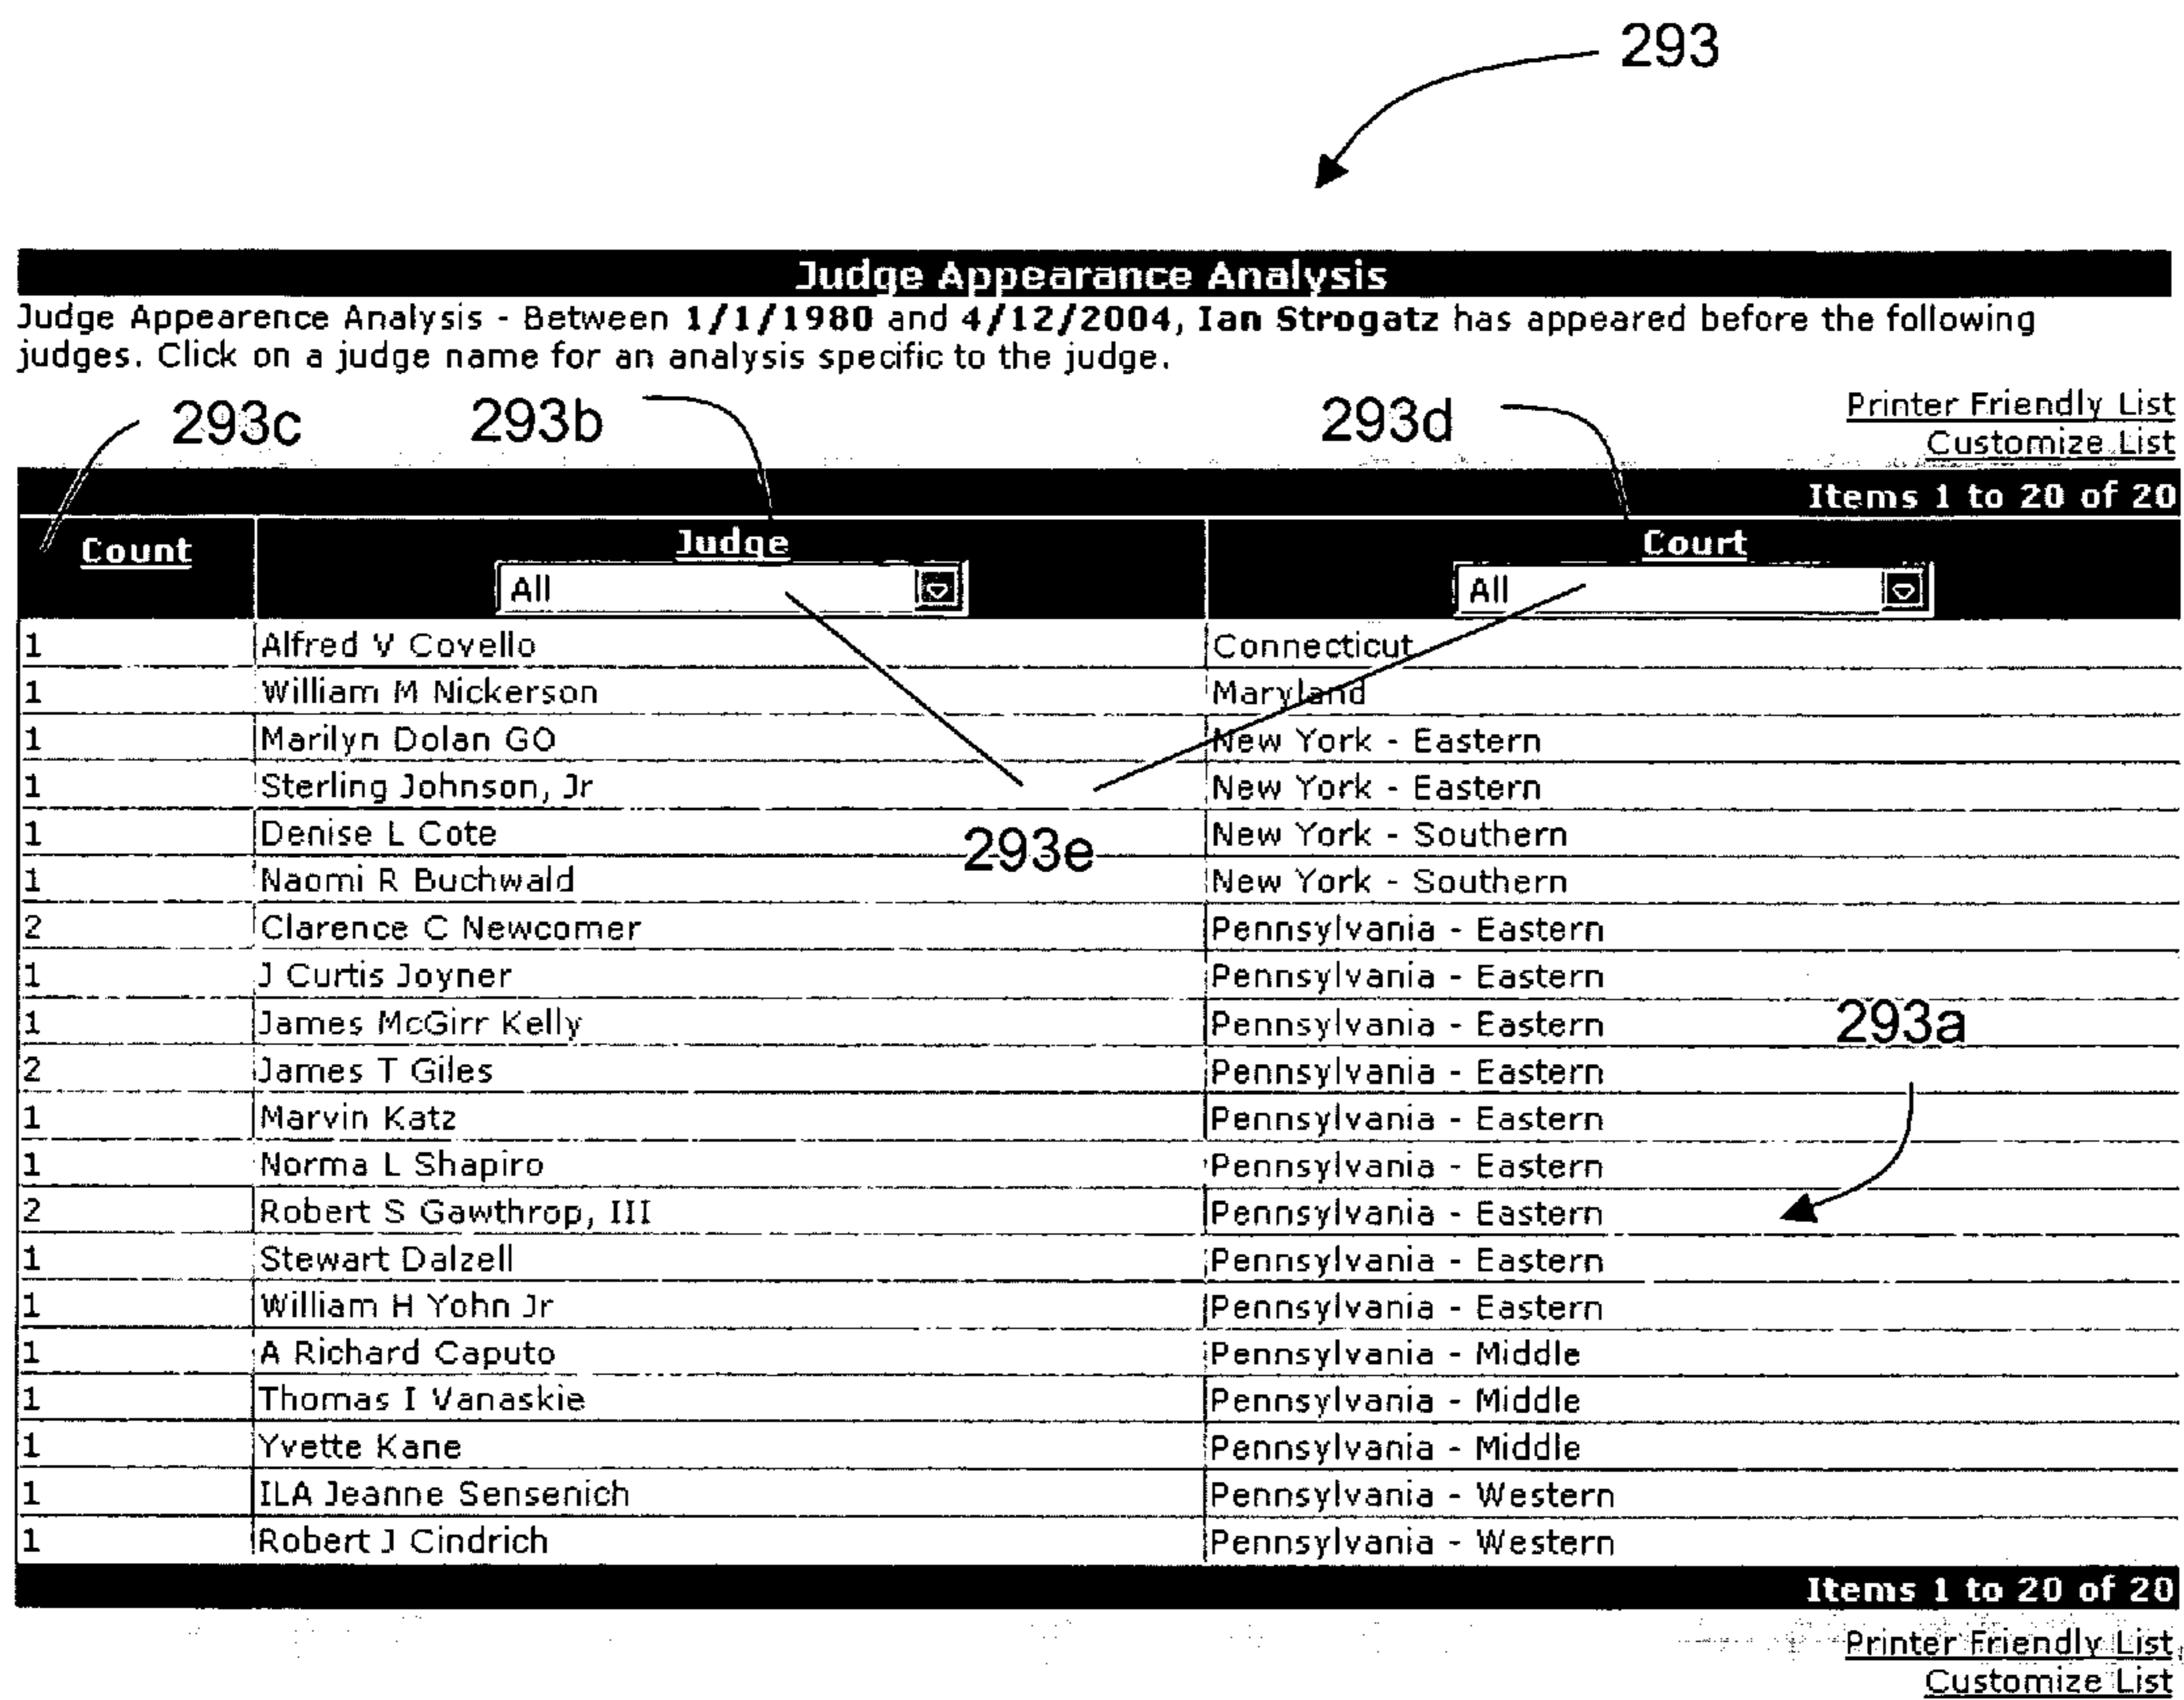 293
Judge Appearance Analysis
Judge Appearence Analysis - Between 1/1/1980 and 4/12/2004, Ian Strogatz has appeared before the following
judges. Click on a judge name for an analysis specific to the judge.
293c 293b 293d Printer Friendly List
Customize List
Items 1 to 20 of 20
Count Judge Court
All All
1 Alfred V Covello Connecticut
1 William M Nickerson Maryland
1 Marilyn Dolan GO New York - Eastern
1 Sterling Johnson, Jr New York - Eastern
1 Denise L Cote New York - Southern
293e
1 Naomi R Buchwald New York - Southern
2 Clarence C Newcomer Pennsylvania - Eastern
1 J Curtis Joyner Pennsylvania - Eastern
1 James McGirr Kelly Pennsylvania - Eastern 293a
2 James T Giles Pennsylvania - Eastern
1 Marvin Katz Pennsylvania - Eastern
1 Norma L Shapiro Pennsylvania - Eastern
2 Robert S Gawthrop, III Pennsylvania - Eastern
1 Stewart Dalzell Pennsylvania - Eastern
1 William H Yohn Jr Pennsylvania - Eastern
1 A Richard Caputo Pennsylvania - Middle
1 Thomas I Vanaskie Pennsylvania - Middle
1 Yvette Kane Pennsylvania - Middle
1 ILA Jeanne Sensenich Pennsylvania - Western
1 Robert J Cindrich Pennsylvania - Western
Items 1 to 20 of 20
Printer Friendly List
Customize List